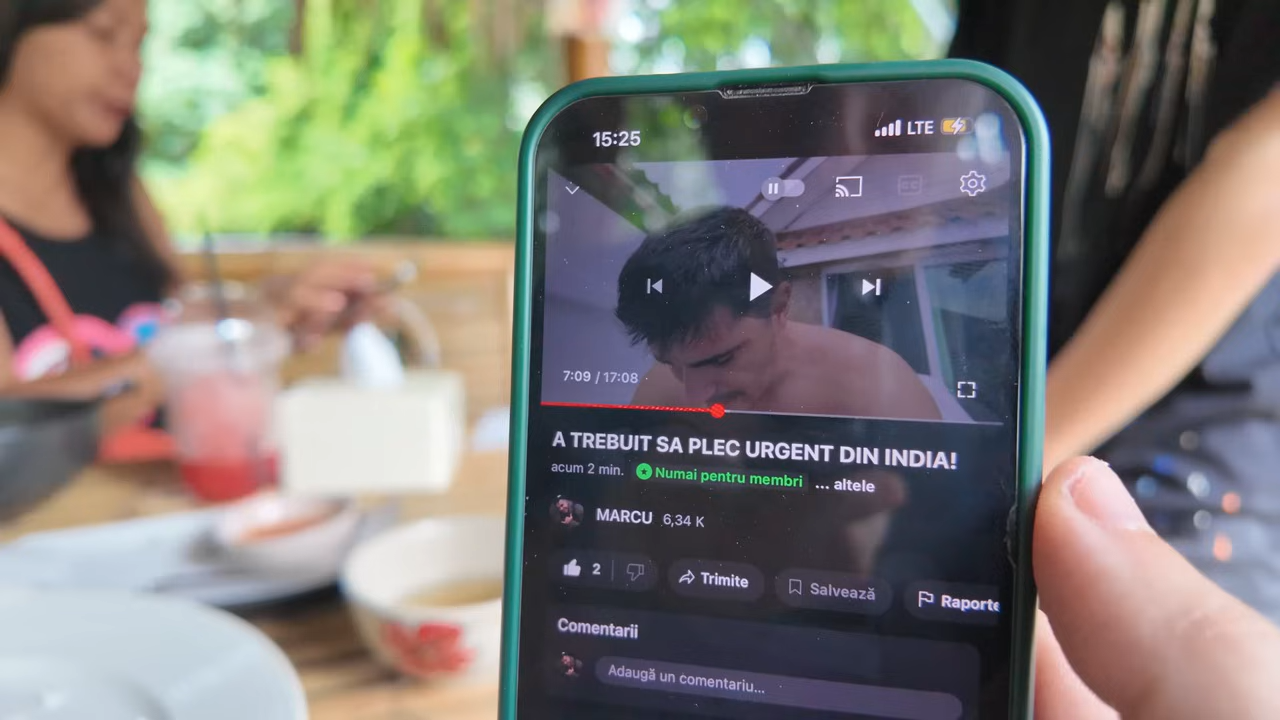 15:25 LTE
7:09 / 17:08
A TREBUIT SA PLEC URGENT DIN INDIA!
acum 2 min. Numai pentru membri ... altele
MARCU 6,34 K
2 Trimite Salvează Raporte
Comentarii
Adaugă un comentariu...